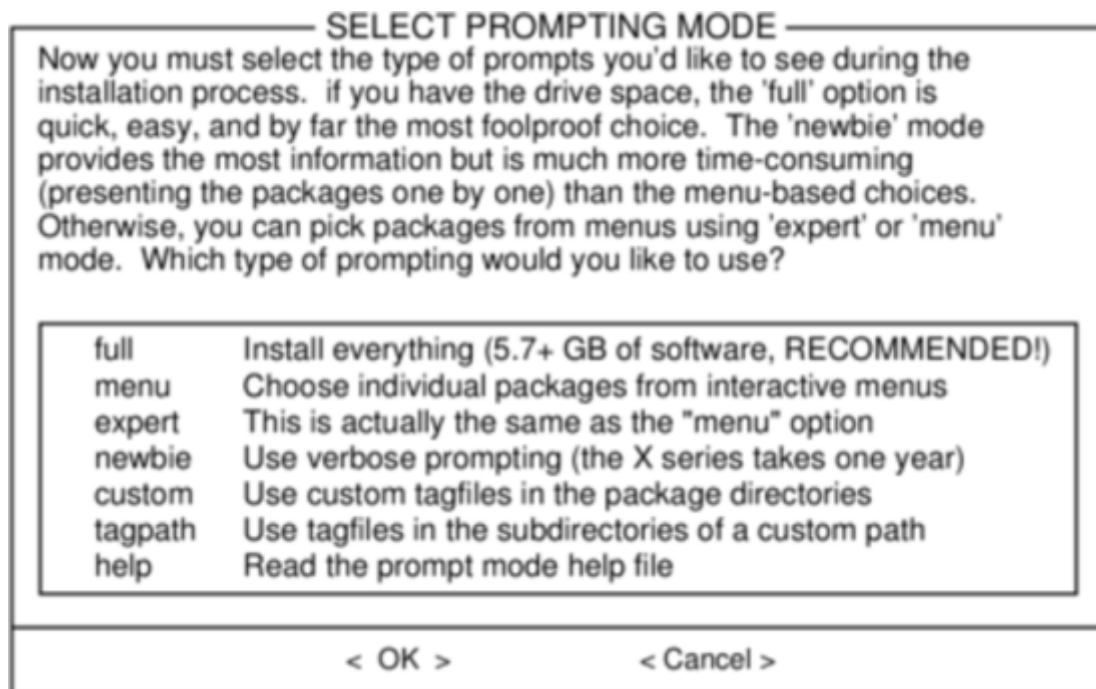 SELECT PROMPTING MODE
Now you must select the type of prompts you'd like to see during the
installation process.  if you have the drive space, the 'full' option is
quick, easy, and by far the most foolproof choice.  The 'newbie' mode
provides the most information but is much more time-consuming
(presenting the packages one by one) than the menu-based choices.
Otherwise, you can pick packages from menus using 'expert' or 'menu'
mode.  Which type of prompting would you like to use?
full Install everything (5.7+ GB of software, RECOMMENDED!)
menu Choose individual packages from interactive menus
expert This is actually the same as the "menu" option
newbie Use verbose prompting (the X series takes one year)
custom Use custom tagfiles in the package directories
tagpath Use tagfiles in the subdirectories of a custom path
help Read the prompt mode help file
< OK > < Cancel >